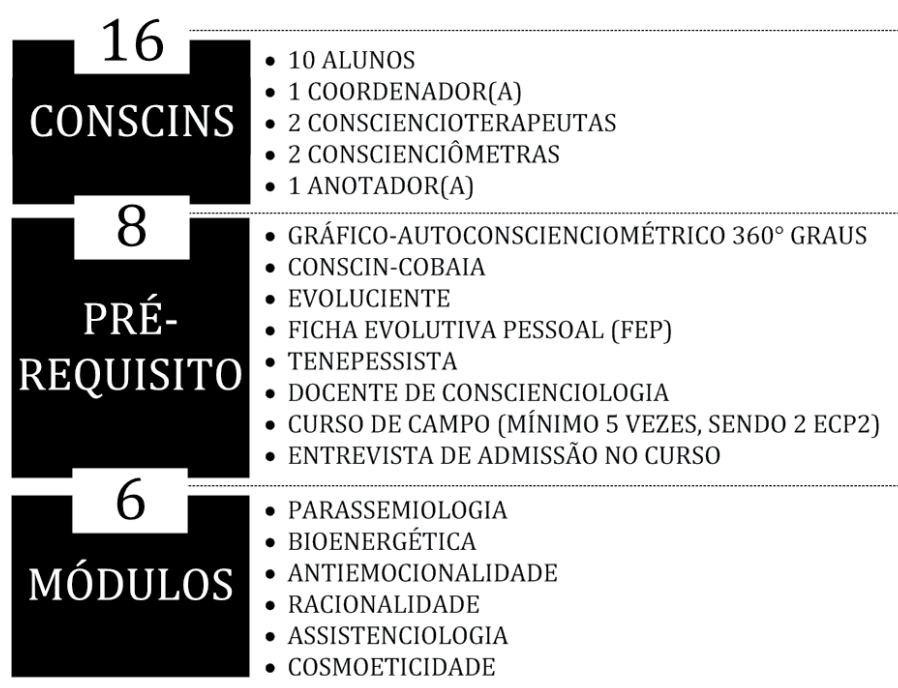 16
CONSCINS
• 10 ALUNOS
• 1 COORDENADOR(A)
• 2 CONSCIENCIOTERAPEUTAS
• 2 CONSCIENCIÔMETRAS
• 1 ANOTADOR(A)
8
PRÉ-
REQUISITO
• GRÁFICO-AUTOCONSCIENCIOMÉTRICO 360° GRAUS
• CONSCIN-COBAIA
• EVOLUCIENTE
• FICHA EVOLUTIVA PESSOAL (FEP)
• TENEPESSISTA
• DOCENTE DE CONSCIENCIOLOGIA
• CURSO DE CAMPO (MÍNIMO 5 VEZES, SENDO 2 ECP2)
• ENTREVISTA DE ADMISSÃO NO CURSO
6
MÓDULOS
• PARASSEMIOLOGIA
• BIOENERGÉTICA
• ANTIEMOCIONALIDADE
• RACIONALIDADE
• ASSISTENCIOLOGIA
• COSMOETICIDADE